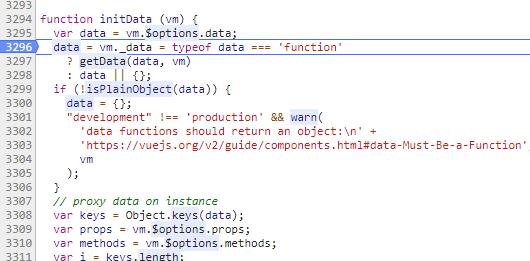 3293
3294 function initData (vm) {
3295 var data = vm.$options.data;
3296 data = vm._data = typeof data === 'function'
3297 ? getData(data, vm)
3298 : data || {};
3299 if (!isPlainObject(data)) {
3300 data = {};
3301 "development" !== 'production' && warn(
3302 'data functions should return an object:\n' +
3303 'https://vuejs.org/v2/guide/components.html#data-Must-Be-a-Function'
3304 vm
3305 );
3306 }
3307 // proxy data on instance
3308 var keys = Object.keys(data);
3309 var props = vm.$options.props;
3310 var methods = vm.$options.methods;
3311 var i = keys.length;